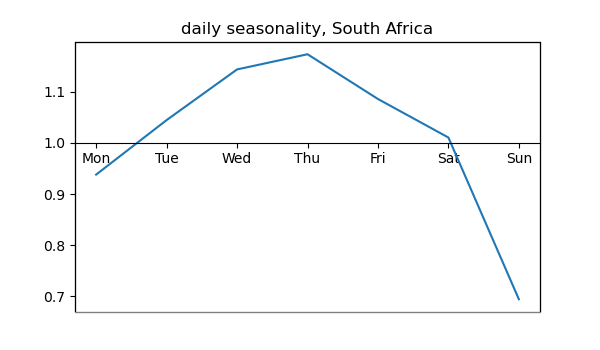 daily seasonality, South Africa
1.1
1.0
Mon Tue Wed Thu Fri Sat Sun
0.9
0.8
0.7